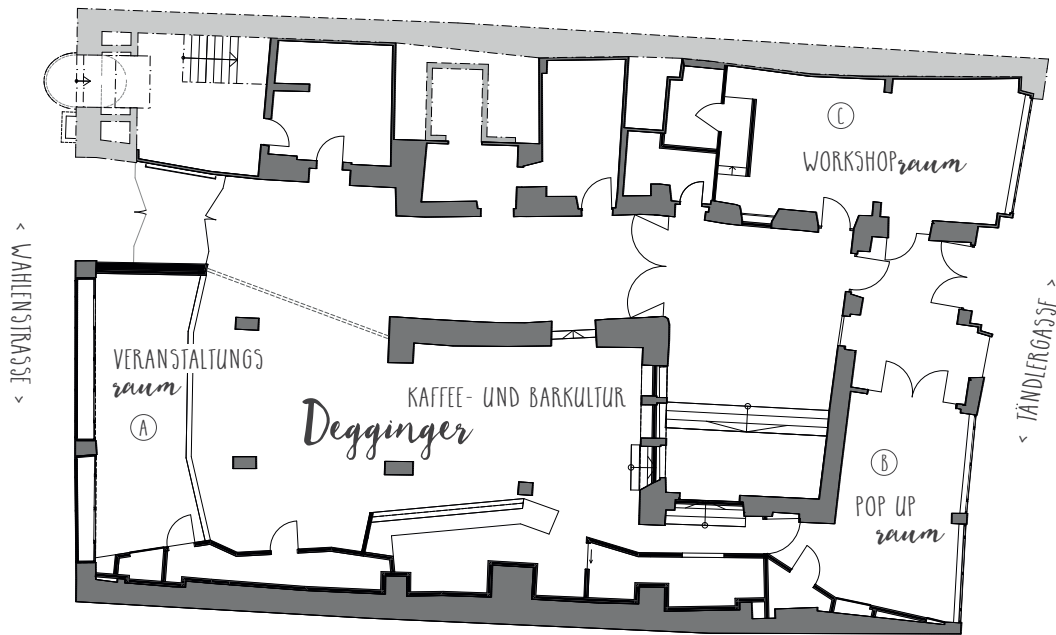 C
WORKSHOPraum
< WAHLENSTRASSE >
VERANSTALTUNGS
raum
A
KAFFEE- UND BARKULTUR
Degginger
< TÄNDLERGASSE >
B
POP UP
raum